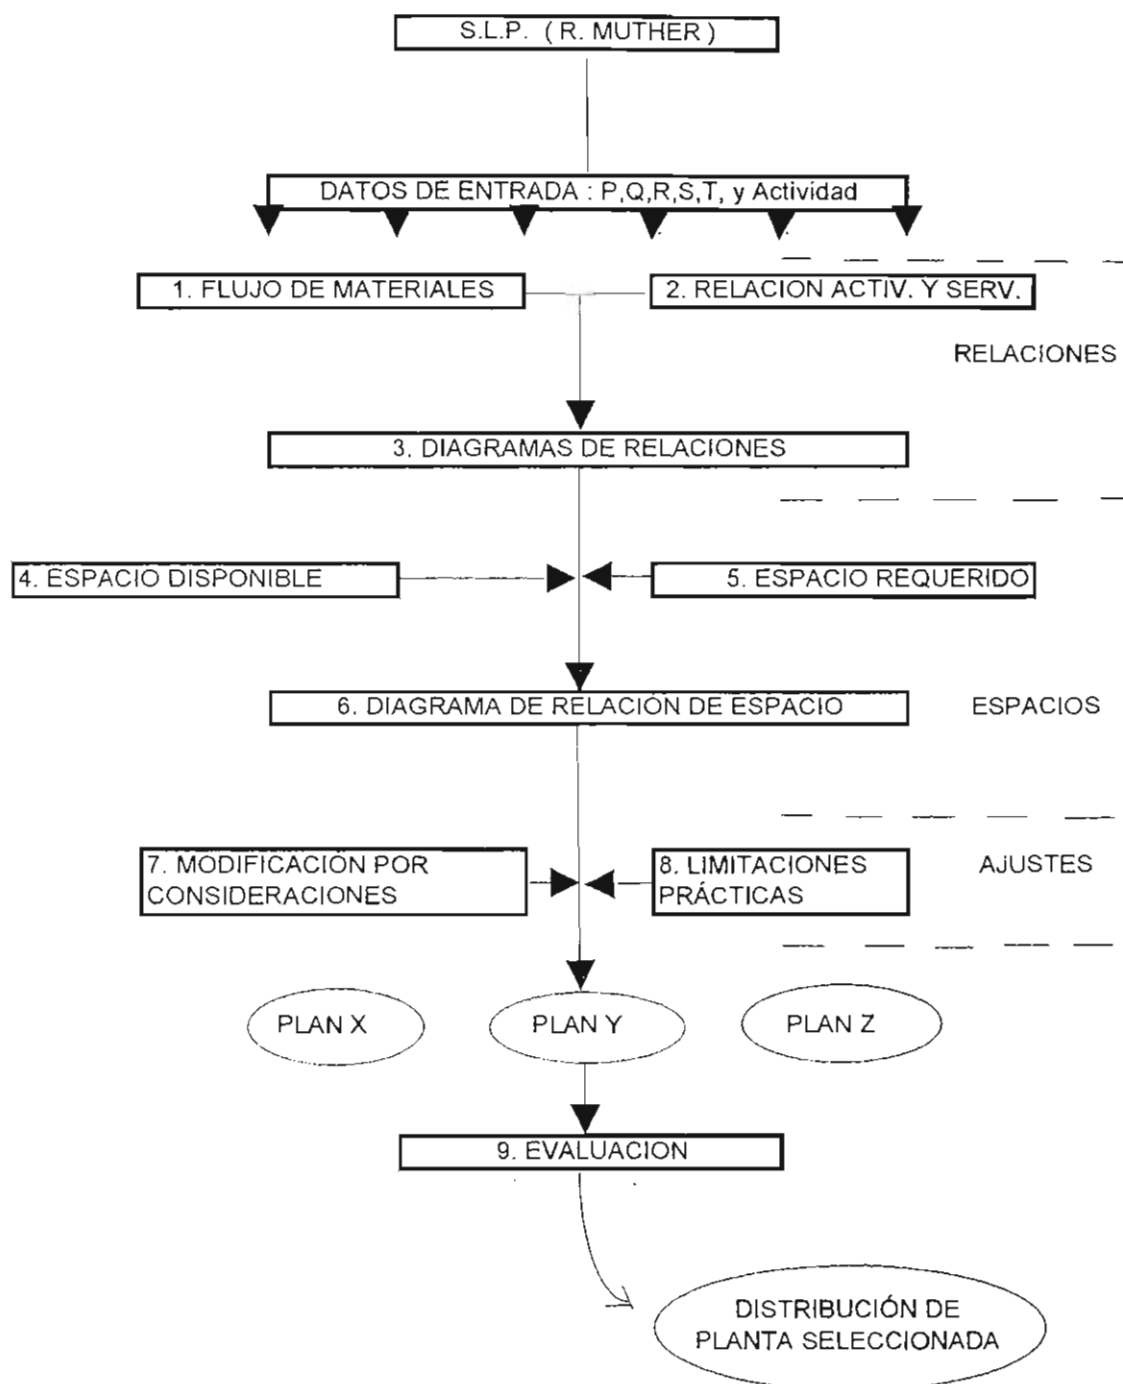 S.L.P. ( R. MUTHER )
DATOS DE ENTRADA : P,Q,R,S,T, y Actividad
1. FLUJO DE MATERIALES
2. RELACION ACTIV. Y SERV.
RELACIONES
3. DIAGRAMAS DE RELACIONES
4. ESPACIO DISPONIBLE
5. ESPACIO REQUERIDO
6. DIAGRAMA DE RELACIÓN DE ESPACIO
ESPACIOS
7. MODIFICACIÓN POR
CONSIDERACIONES
8. LIMITACIONES
PRÁCTICAS
AJUSTES
PLAN X
PLAN Y
PLAN Z
9. EVALUACION
DISTRIBUCIÓN DE
PLANTA SELECCIONADA